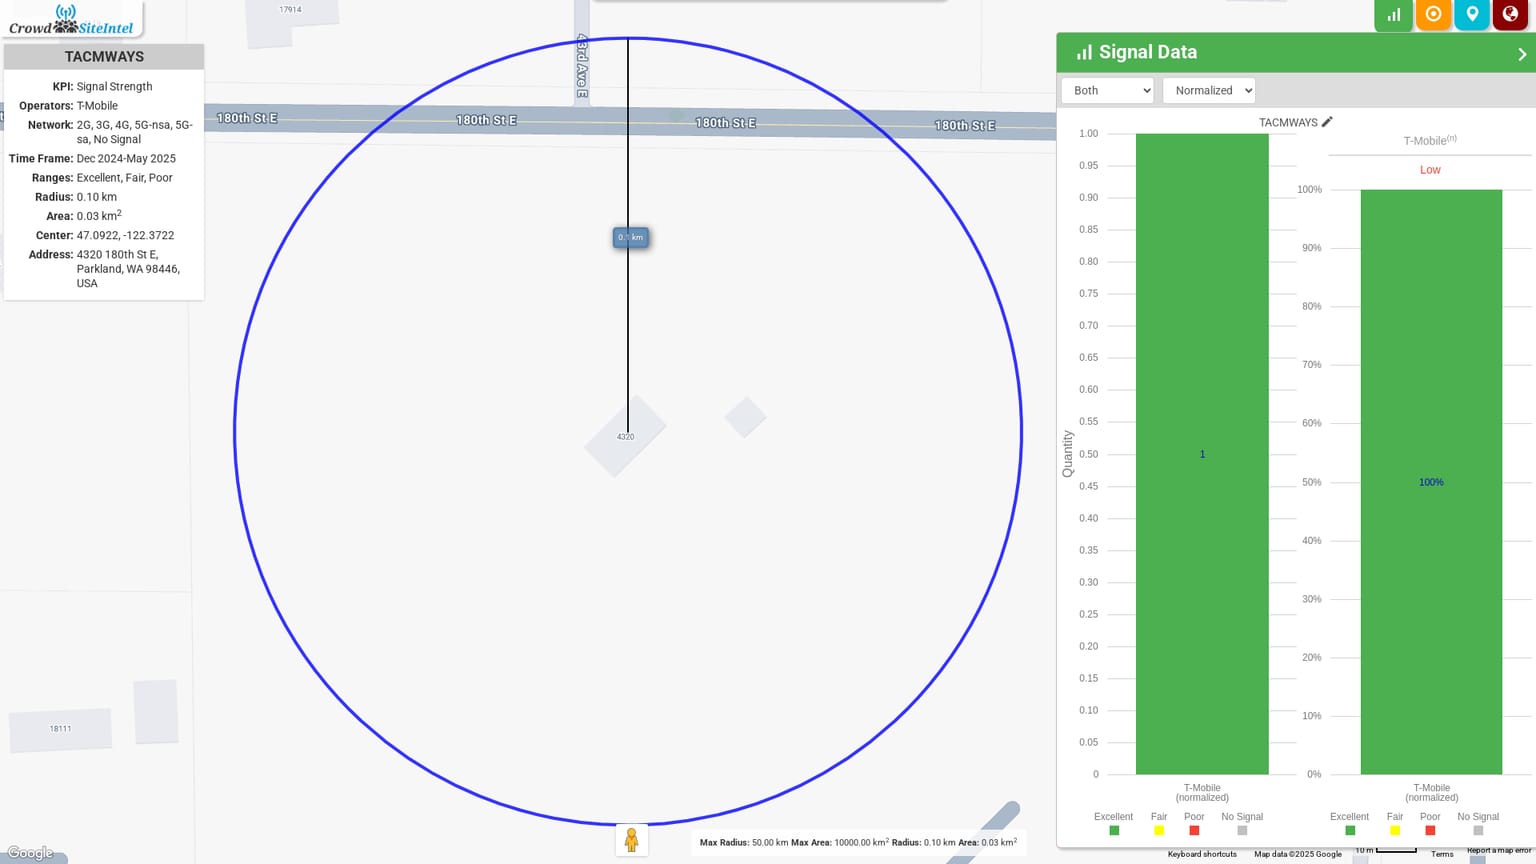 Crowd SiteIntel
TACMWAYS
KPI: Signal Strength
Operators: T-Mobile
Network: 2G, 3G, 4G, 5G-nsa, 5G-
sa, No Signal
Time Frame: Dec 2024-May 2025
Ranges: Excellent, Fair, Poor
Radius: 0.10 km
Area: 0.03 km²
Center: 47.0922, -122.3722
Address: 4320 180th St E,
Parkland, WA 98446,
USA
17914
43rd Ave E
180th St E
180th St E
180th St E
180th St E
0.1 km
4320
18111
Google
Max Radius: 50.00 km Max Area: 10000.00 km² Radius: 0.10 km Area: 0.03 km²
Signal Data
Both
Normalized
TACMWAYS
Quantity
1.00
0.95
0.90
0.85
0.80
0.75
0.70
0.65
0.60
0.55
0.50
0.45
0.40
0.35
0.30
0.25
0.20
0.15
0.10
0.05
0
1
T-Mobile
(normalized)
Excellent
Fair
Poor
No Signal
T-Mobile(n)
Low
100%
90%
80%
70%
60%
50%
40%
30%
20%
10%
0%
100%
T-Mobile
(normalized)
Excellent
Fair
Poor
No Signal
Keyboard shortcuts
Map data ©2025 Google
10 m
Terms
Report a map error